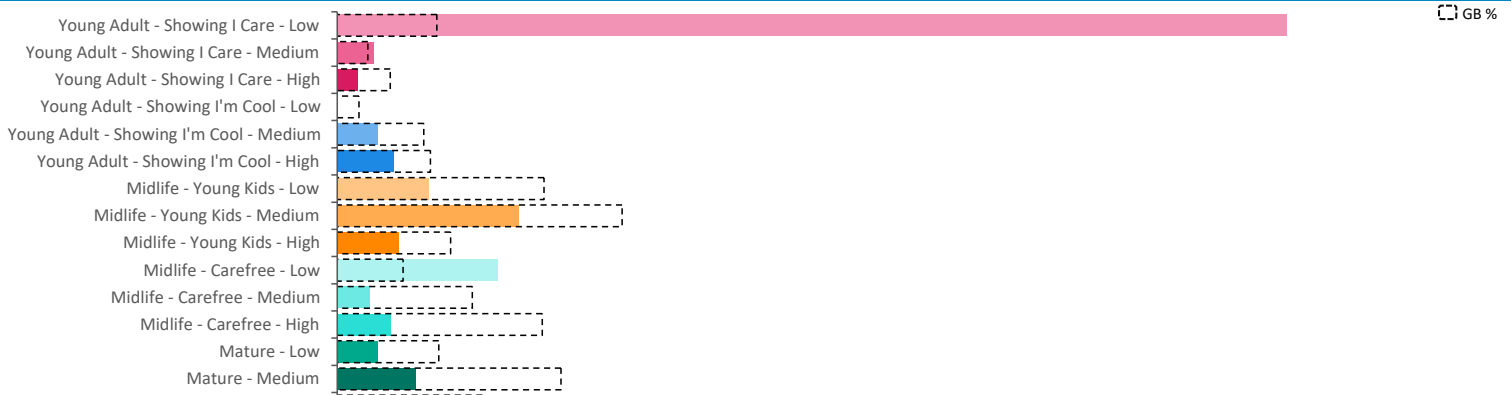 GB %
Young Adult - Showing I Care - Low
Young Adult - Showing I Care - Medium
Young Adult - Showing I Care - High
Young Adult - Showing I'm Cool - Low
Young Adult - Showing I'm Cool - Medium
Young Adult - Showing I'm Cool - High
Midlife - Young Kids - Low
Midlife - Young Kids - Medium
Midlife - Young Kids - High
Midlife - Carefree - Low
Midlife - Carefree - Medium
Midlife - Carefree - High
Mature - Low
Mature - Medium